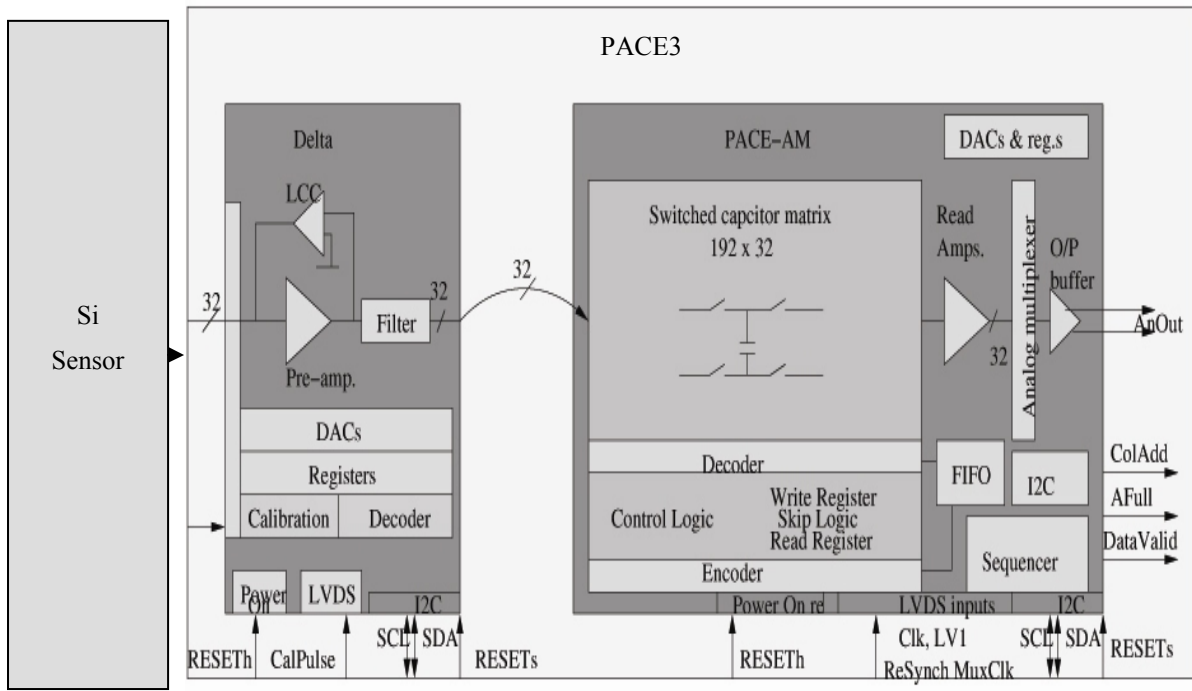 PACE3
Si
Sensor
Delta
LCC
32
Pre-amp.
Filter
32
DACs
Registers
Calibration
Decoder
Power
On
LVDS
I2C
RESETh
CalPulse
SCL
SDA
RESETs
32
PACE-AM
DACs & reg.s
Switched capcitor matrix
192 x 32
Read
Amps.
32
Analog multiplexer
O/P
buffer
AnOut
Decoder
Control Logic
Write Register
Skip Logic
Read Register
Encoder
FIFO
I2C
Sequencer
ColAdd
AFull
DataValid
Power On re
LVDS inputs
I2C
RESETh
Clk, LV1
ReSynch MuxClk
SCL
SDA
RESETs